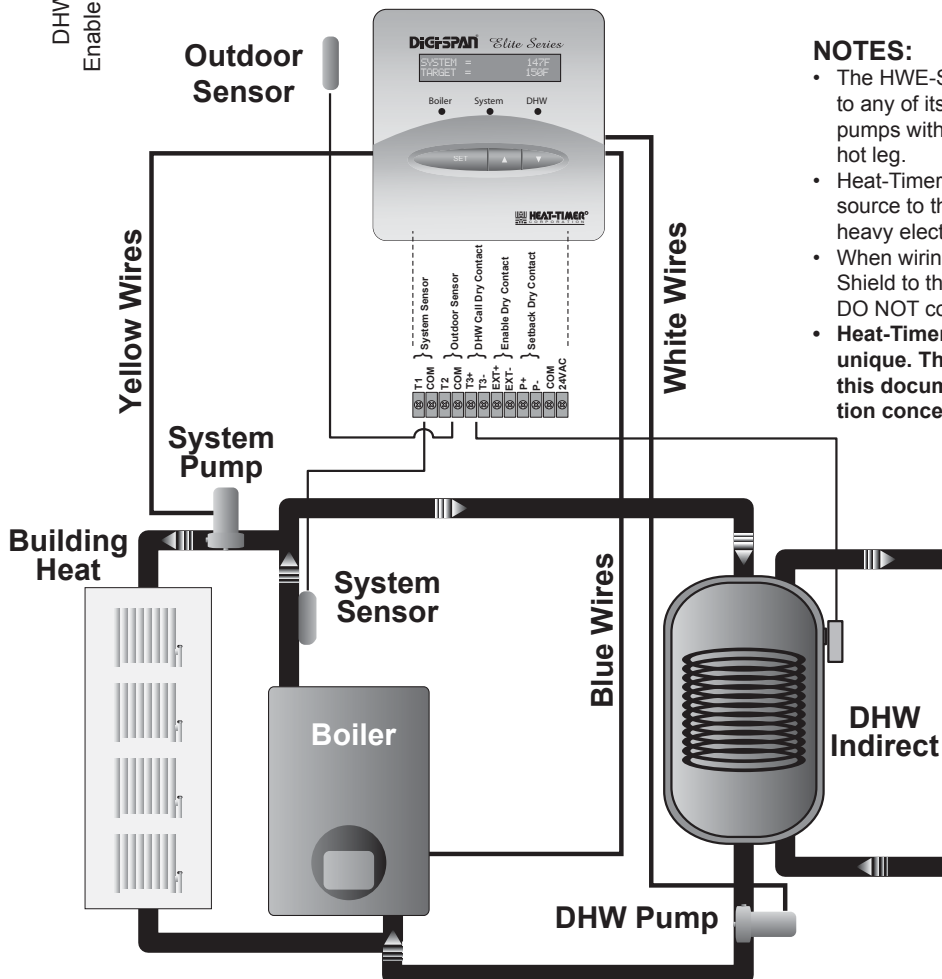 DHW
Enable
Outdoor
Sensor
DIGI-SPAN Elite Series
SYSTEM = 147F
TARGET = 150F
Boiler System DHW
SET
HEAT-TIMER®
CORPORATION
NOTES:
• The HWE-S
to any of its
pumps with
hot leg.
• Heat-Timer
source to th
heavy elect
• When wirin
Shield to th
DO NOT co
• Heat-Timer
unique. Th
this docum
tion conce
Yellow Wires
White Wires
System Sensor
Outdoor Sensor
DHW Call Dry Contact
Enable Dry Contact
Setback Dry Contact
T1
COM
T2
COM
T3+
T3-
EXT+
EXT-
P+
P-
COM
24VAC
System
Pump
Building
Heat
System
Sensor
Blue Wires
Boiler
DHW
Indirect
DHW Pump